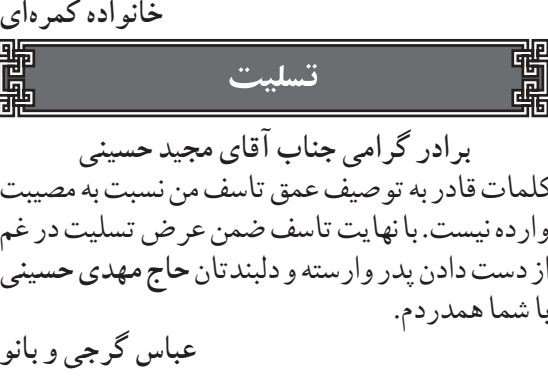 خانواده کمره‌ای
تسلیت
برادر گرامی جناب آقای مجید حسینی
کلمات قادر به توصیف عمق تاسف من نسبت به مصیبت
وارده نیست. با نهایت تاسف ضمن عرض تسلیت در غم
از دست دادن پدر وارسته و دلبندتان حاج مهدی حسینی
با شما همدردم.
عباس گرجی و بانو